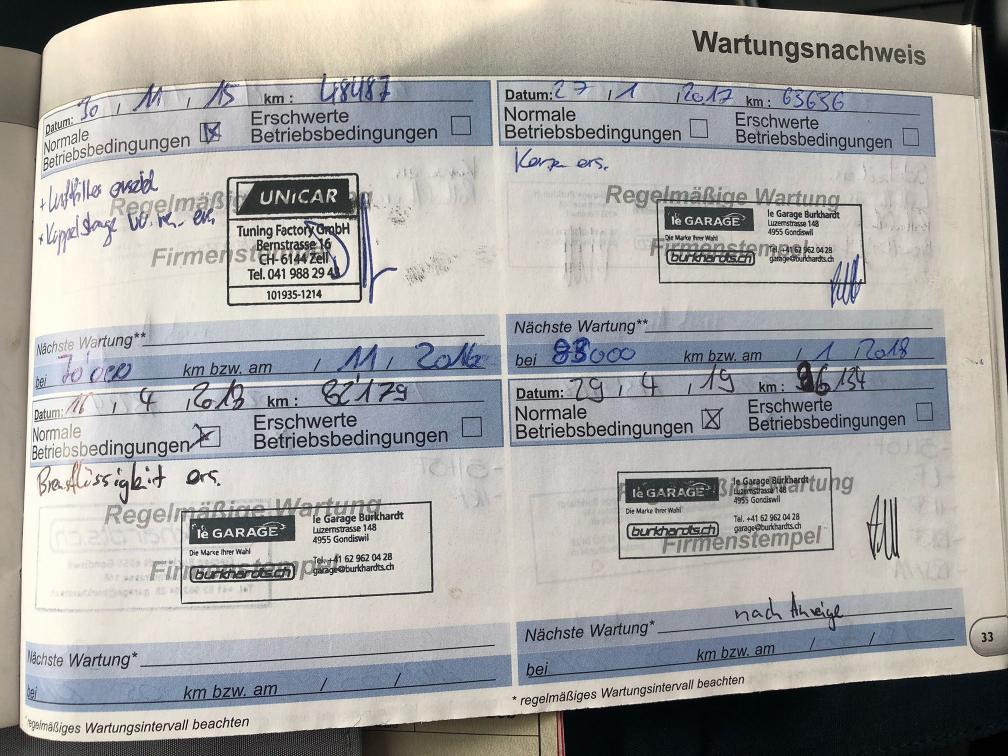 Wartungsnachweis
Datum: 30 , 11 , 15 km : 48487
Normale Erschwerte
Betriebsbedingungen ☒ Betriebsbedingungen ☐
+ Luftfilter
Regelmäßige Wartung
Firmenstempel
UNiCAR
Tuning Factory GmbH
Bernstrasse 16
CH-6144 Zell
Tel. 041 988 29
101935-1214
Nächste Wartung**
bei 70'000 km bzw. am / 11 / 2016
Datum: 27 , 1 , 2017 km : 63636
Normale Erschwerte
Betriebsbedingungen ☐ Betriebsbedingungen ☐
ers.
Regelmäßige Wartung
Firmenstempel
le GARAGE
Die Marke Ihrer Wahl
burkhardts.ch
le Garage Burkhardt
Luzernstrasse 148
4955 Gondiswil
Tel. +41 62 962 04 28
garage@burkhardts.ch
Nächste Wartung**
bei 000 km bzw. am / 1 / 2018
Datum: , 4 , km : 82'179
Normale Erschwerte
Betriebsbedingungen ☒ Betriebsbedingungen ☐
ers.
Regelmäßige Wartung
Firmenstempel
le GARAGE
Die Marke Ihrer Wahl
burkhardts.ch
le Garage Burkhardt
Luzernstrasse 148
4955 Gondiswil
Tel. +41 62 962 04 28
garage@burkhardts.ch
Nächste Wartung*
bei km bzw. am / /
*regelmäßiges Wartungsintervall beachten
Datum: 29 , 4 , 19 km : 96134
Normale Erschwerte
Betriebsbedingungen ☒ Betriebsbedingungen ☐
Regelmäßige Wartung
Firmenstempel
le GARAGE
Die Marke Ihrer Wahl
burkhardts.ch
le Garage Burkhardt
Luzernstrasse 148
4955 Gondiswil
Tel. +41 62 962 04 28
garage@burkhardts.ch
Nächste Wartung* nach Anzeige
bei km bzw. am / /
* regelmäßiges Wartungsintervall beachten
33